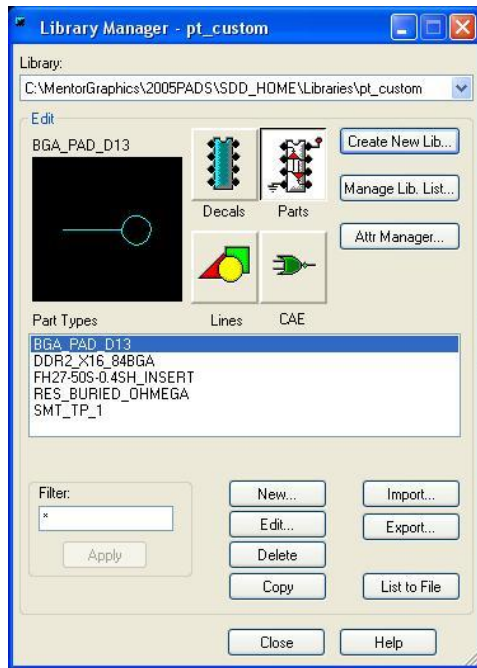 Library Manager - pt_custom
Library:
C:\MentorGraphics\2005PADS\SDD_HOME\Libraries\pt_custom
Edit
BGA_PAD_D13
Decals
Parts
Create New Lib...
Manage Lib. List...
Attr Manager...
Part Types
Lines
CAE
BGA_PAD_D13
DDR2_X16_84BGA
FH27-50S-0.4SH_INSERT
RES_BURIED_OHMEGA
SMT_TP_1
Filter:
*
Apply
New...
Import...
Edit...
Export...
Delete
Copy
List to File
Close
Help